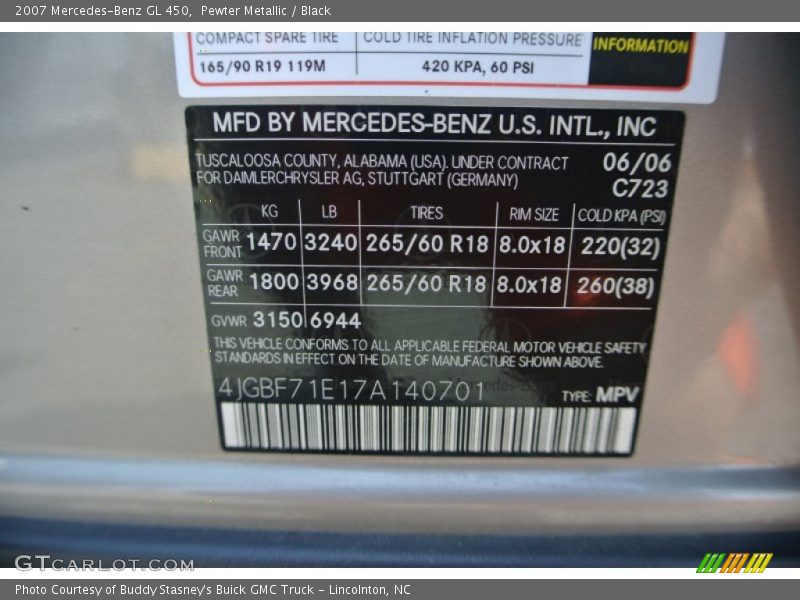 2007 Mercedes-Benz GL 450, Pewter Metallic / Black
COMPACT SPARE TIRE COLD TIRE INFLATION PRESSURE
INFORMATION
165/90 R19 119M 420 KPA, 60 PSI
MFD BY MERCEDES-BENZ U.S. INTL., INC
TUSCALOOSA COUNTY, ALABAMA (USA). UNDER CONTRACT 06/06
FOR DAIMLERCHRYSLER AG, STUTTGART (GERMANY) C723
KG LB TIRES RIM SIZE COLD KPA (PSI)
GAWR FRONT 1470 3240 265/60 R18 8.0x18 220(32)
GAWR REAR 1800 3968 265/60 R18 8.0x18 260(38)
GVWR 3150 6944
THIS VEHICLE CONFORMS TO ALL APPLICABLE FEDERAL MOTOR VEHICLE SAFETY
STANDARDS IN EFFECT ON THE DATE OF MANUFACTURE SHOWN ABOVE.
4JGBF71E17A140701 TYPE: MPV
GTCARLOT.COM
Photo Courtesy of Buddy Stasney's Buick GMC Truck - Lincolnton, NC